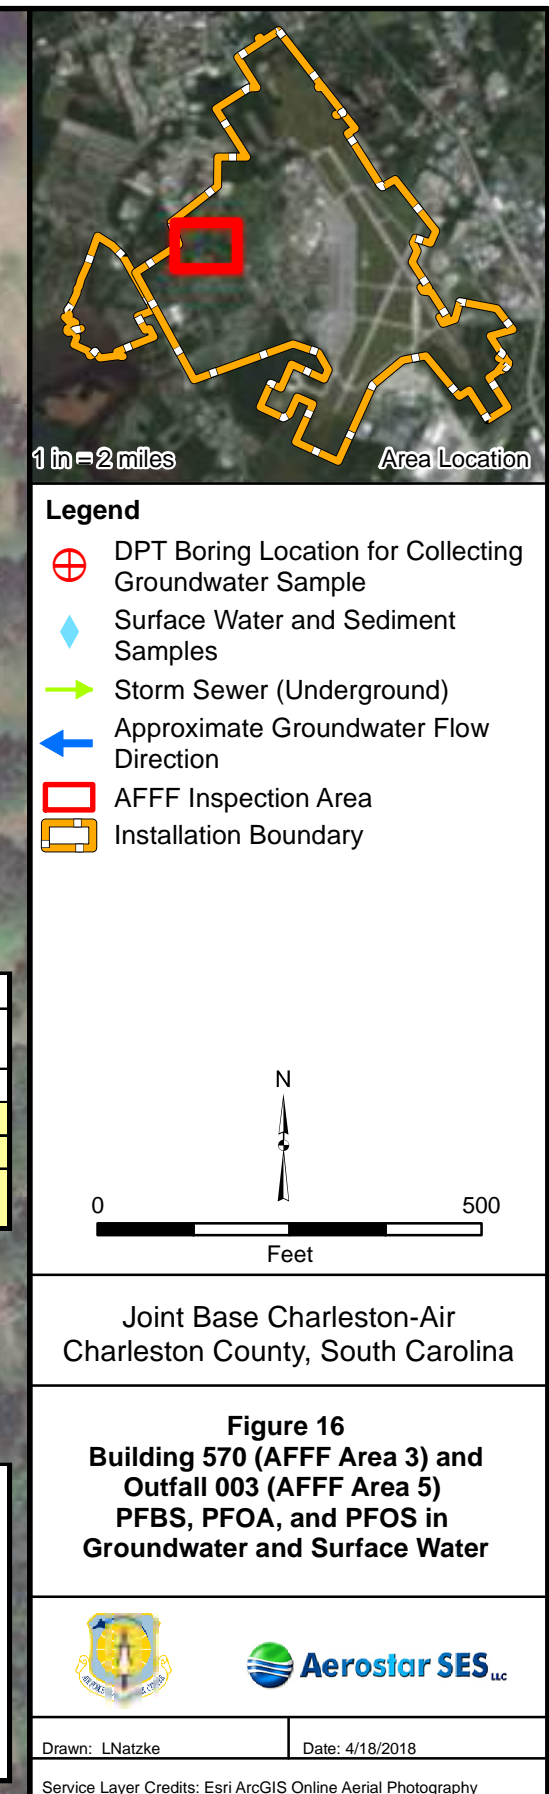 1 in = 2 miles
Area Location
Legend
DPT Boring Location for Collecting
Groundwater Sample
Surface Water and Sediment
Samples
Storm Sewer (Underground)
Approximate Groundwater Flow
Direction
AFFF Inspection Area
Installation Boundary
N
0 500
Feet
Joint Base Charleston-Air
Charleston County, South Carolina
Figure 16
Building 570 (AFFF Area 3) and
Outfall 003 (AFFF Area 5)
PFBS, PFOA, and PFOS in
Groundwater and Surface Water
Aerostar SES LLC
Drawn: LNatzke
Date: 4/18/2018
Service Layer Credits: Esri ArcGIS Online Aerial Photography